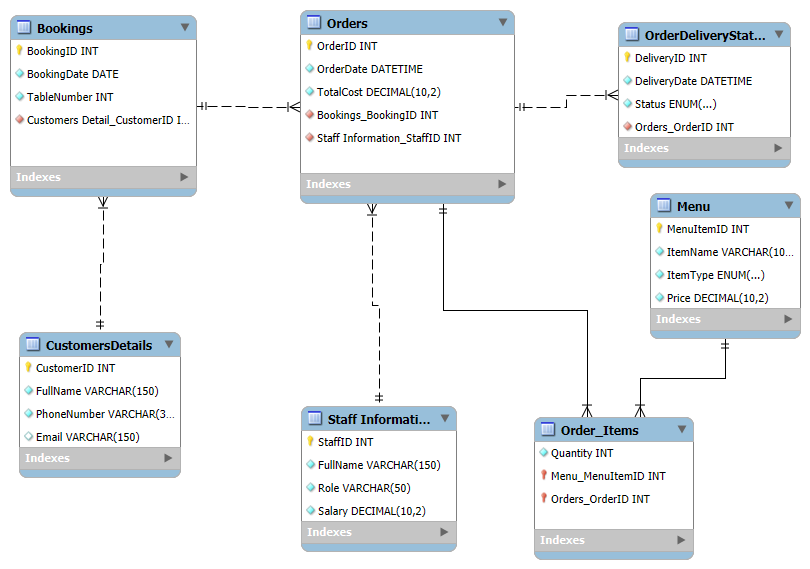 Bookings
BookingID INT
BookingDate DATE
TableNumber INT
Customers Detail_CustomerID I...
Indexes
Orders
OrderID INT
OrderDate DATETIME
TotalCost DECIMAL(10,2)
Bookings_BookingID INT
Staff Information_StaffID INT
Indexes
OrderDeliveryStat...
DeliveryID INT
DeliveryDate DATETIME
Status ENUM(...)
Orders_OrderID INT
Indexes
Menu
MenuItemID INT
ItemName VARCHAR(10...
ItemType ENUM(...)
Price DECIMAL(10,2)
Indexes
CustomersDetails
CustomerID INT
FullName VARCHAR(150)
PhoneNumber VARCHAR(3...
Email VARCHAR(150)
Indexes
Staff Informati...
StaffID INT
FullName VARCHAR(150)
Role VARCHAR(50)
Salary DECIMAL(10,2)
Indexes
Order_Items
Quantity INT
Menu_MenuItemID INT
Orders_OrderID INT
Indexes